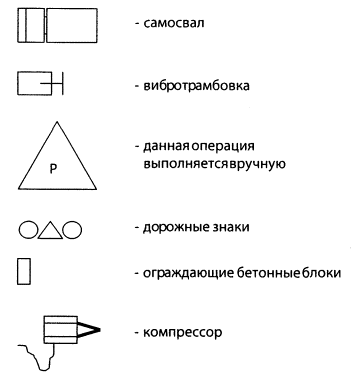 - самосвал
- вибротрамбовка
- данная операция
выполняется вручную
Р
- дорожные знаки
- ограждающие бетонные блоки
- компрессор